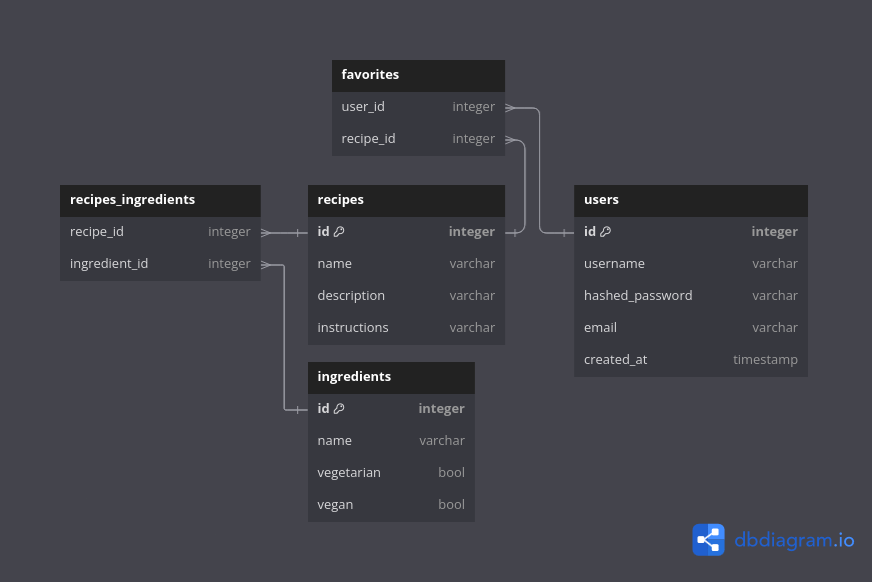 favorites
user_id integer
recipe_id integer
recipes_ingredients
recipe_id integer
ingredient_id integer
recipes
id integer
name varchar
description varchar
instructions varchar
users
id integer
username varchar
hashed_password varchar
email varchar
created_at timestamp
ingredients
id integer
name varchar
vegetarian bool
vegan bool
dbdiagram.io